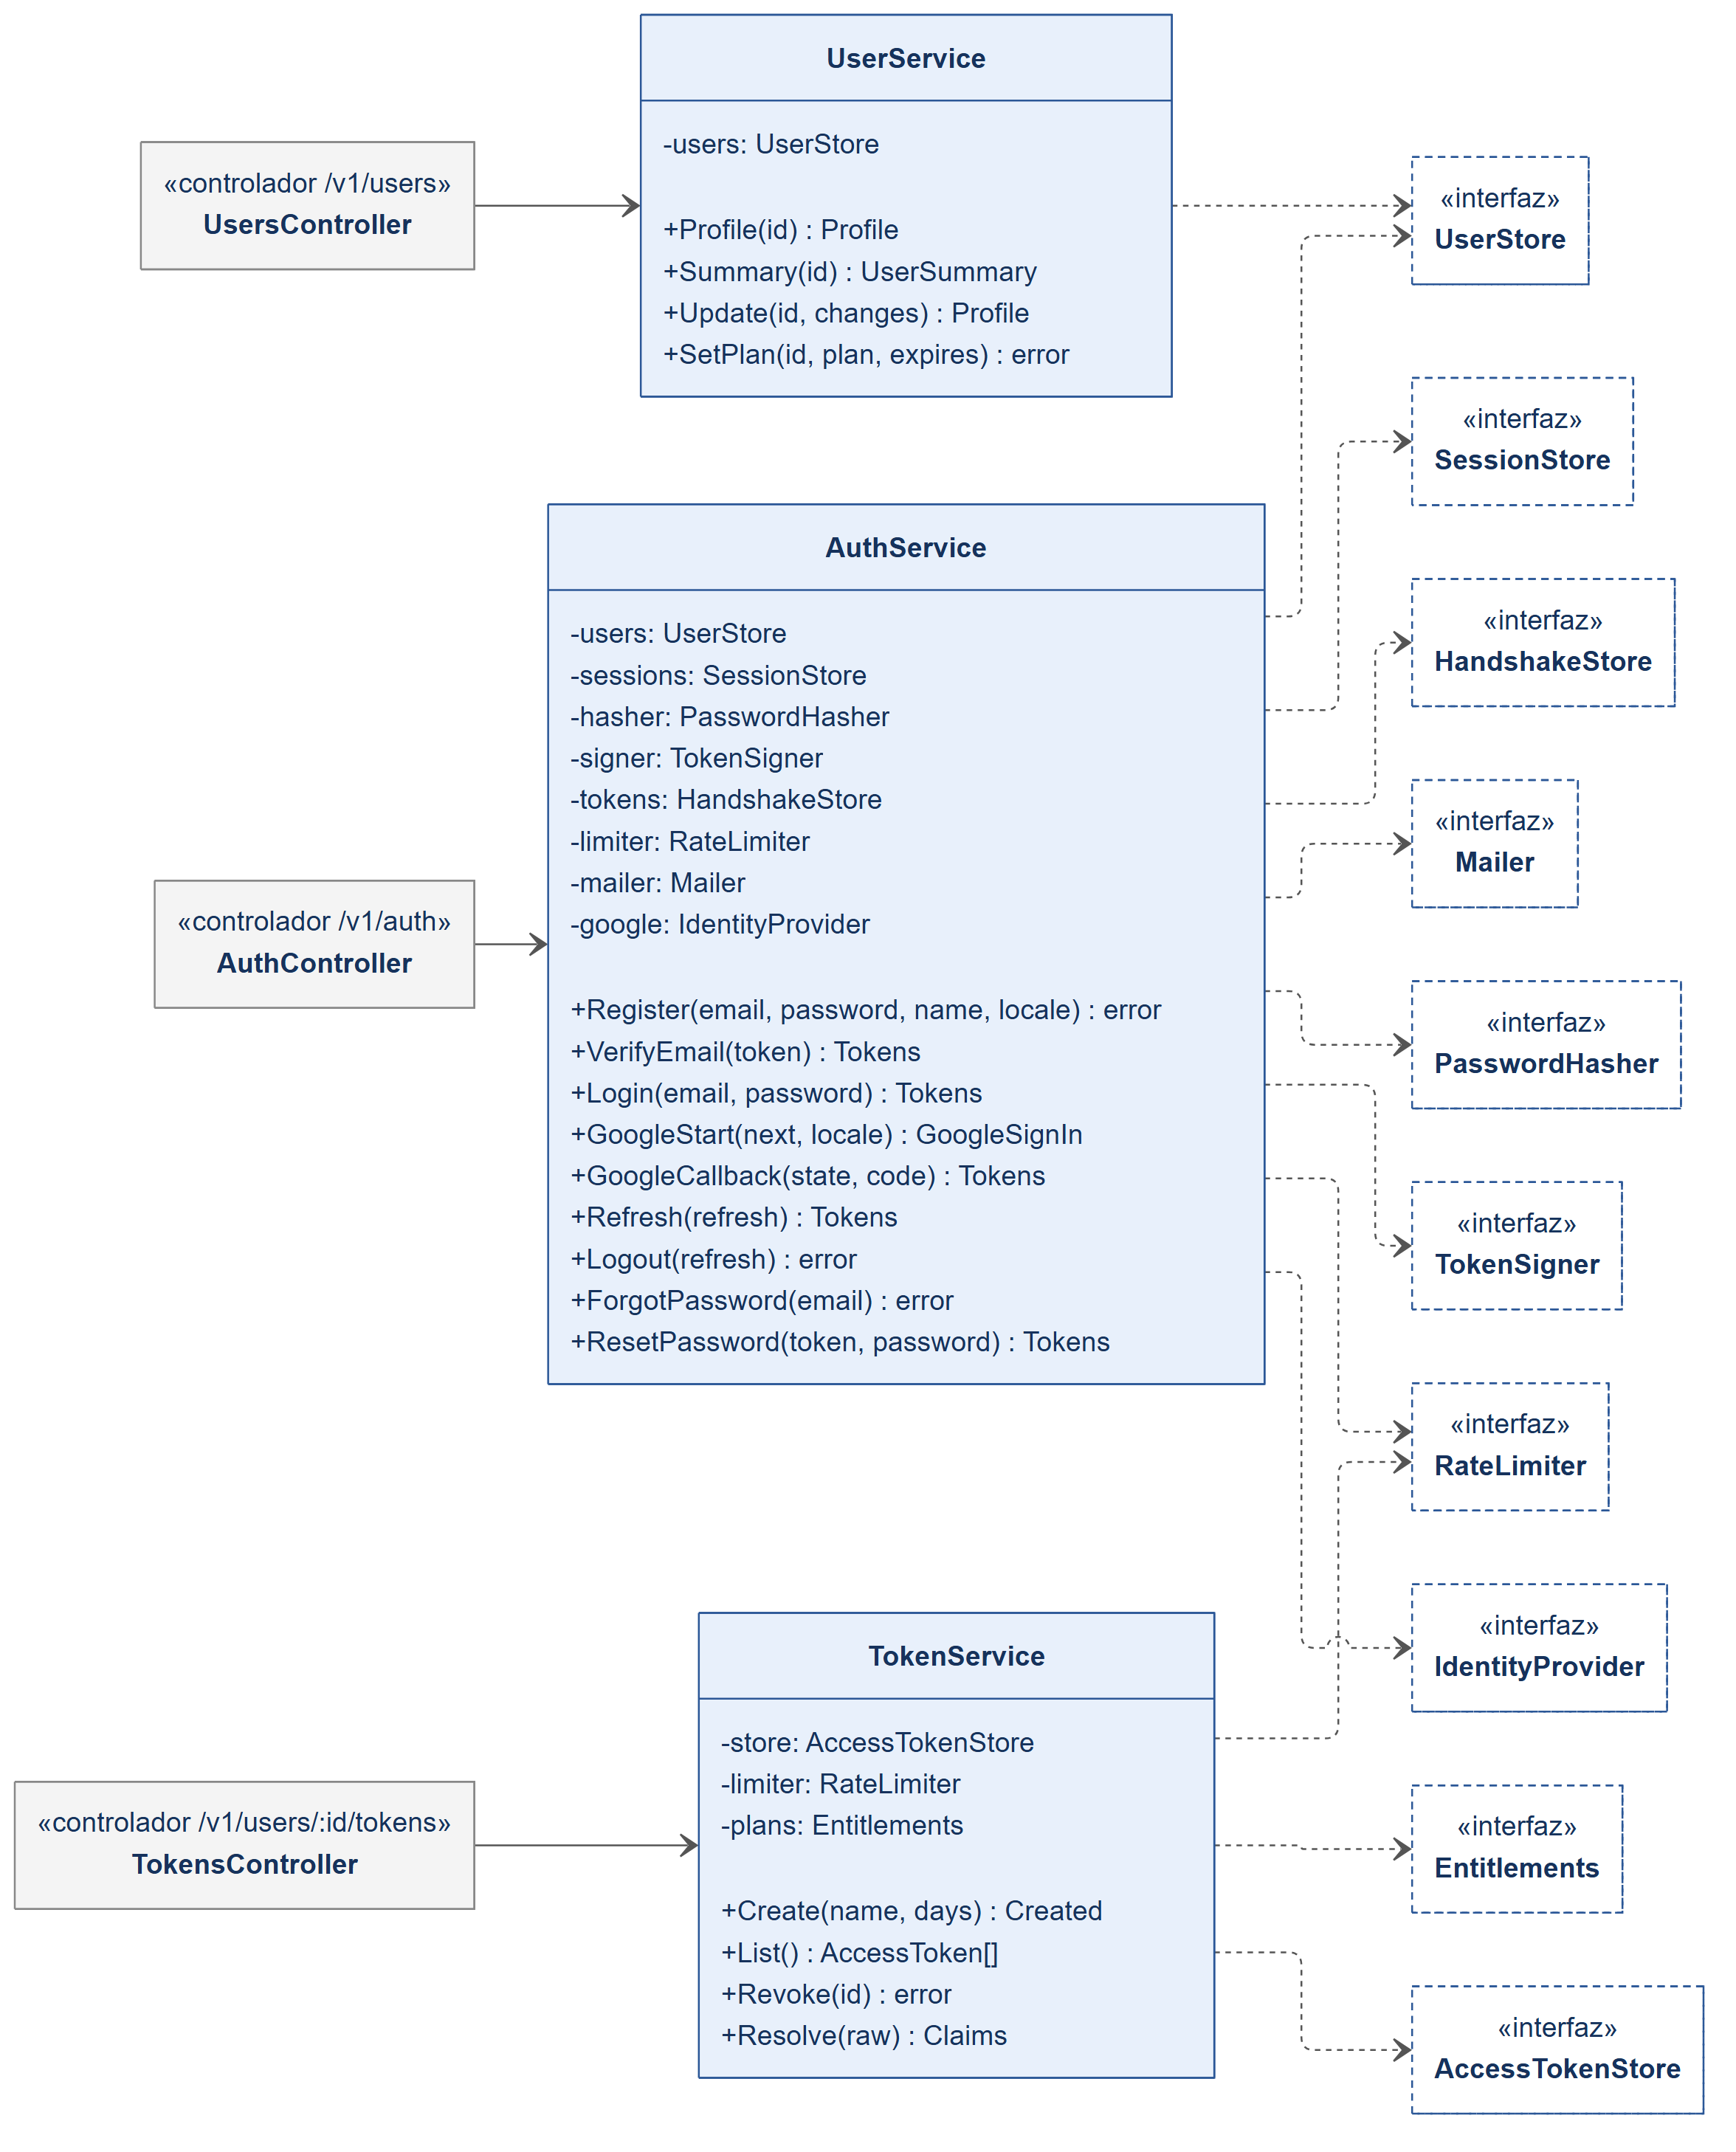 UserService
-users: UserStore
+Profile(id) : Profile
+Summary(id) : UserSummary
+Update(id, changes) : Profile
+SetPlan(id, plan, expires) : error
«controlador /v1/users»
UsersController
«interfaz»
UserStore
«interfaz»
SessionStore
AuthService
-users: UserStore
-sessions: SessionStore
-hasher: PasswordHasher
-signer: TokenSigner
-tokens: HandshakeStore
-limiter: RateLimiter
-mailer: Mailer
-google: IdentityProvider
+Register(email, password, name, locale) : error
+VerifyEmail(token) : Tokens
+Login(email, password) : Tokens
+GoogleStart(next, locale) : GoogleSignIn
+GoogleCallback(state, code) : Tokens
+Refresh(refresh) : Tokens
+Logout(refresh) : error
+ForgotPassword(email) : error
+ResetPassword(token, password) : Tokens
«controlador /v1/auth»
AuthController
«interfaz»
HandshakeStore
«interfaz»
Mailer
«interfaz»
PasswordHasher
«interfaz»
TokenSigner
«interfaz»
RateLimiter
«interfaz»
IdentityProvider
TokenService
-store: AccessTokenStore
-limiter: RateLimiter
-plans: Entitlements
+Create(name, days) : Created
+List() : AccessToken[]
+Revoke(id) : error
+Resolve(raw) : Claims
«controlador /v1/users/:id/tokens»
TokensController
«interfaz»
Entitlements
«interfaz»
AccessTokenStore